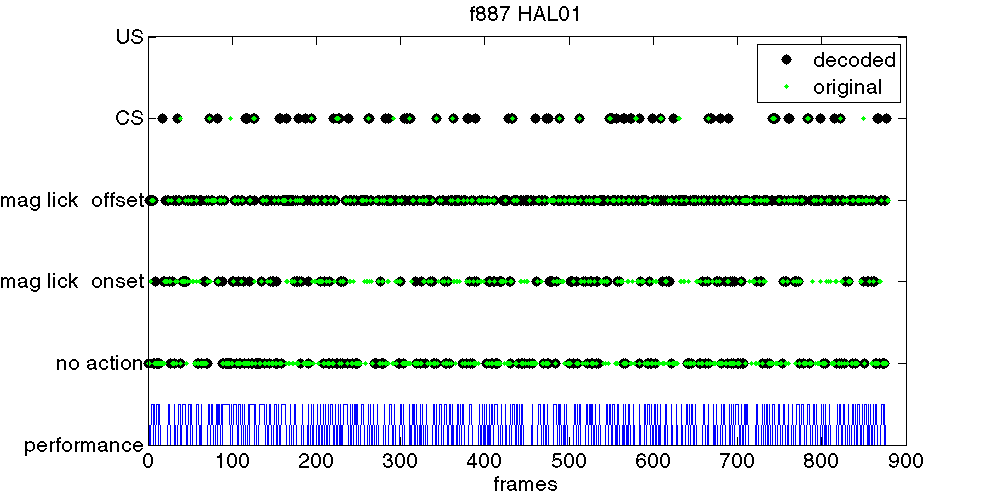 f887 HAL01
US
decoded
original
CS
mag lick  offset
mag lick  onset
no action
performance
0 100 200 300 400 500 600 700 800 900
frames